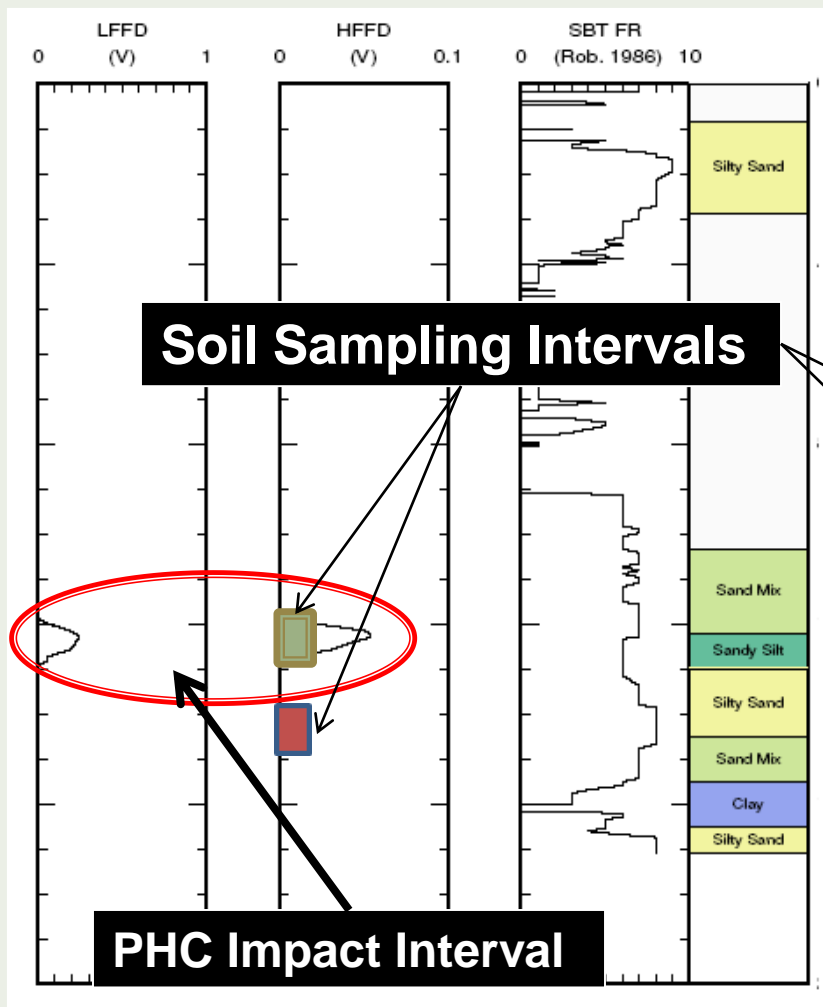 LFFD HFFD SBT FR
0 (V) 1 0 (V) 0.1 0 (Rob. 1986) 10
Silty Sand
Soil Sampling Intervals
Sand Mix
Sandy Silt
Silty Sand
Sand Mix
Clay
Silty Sand
PHC Impact Interval